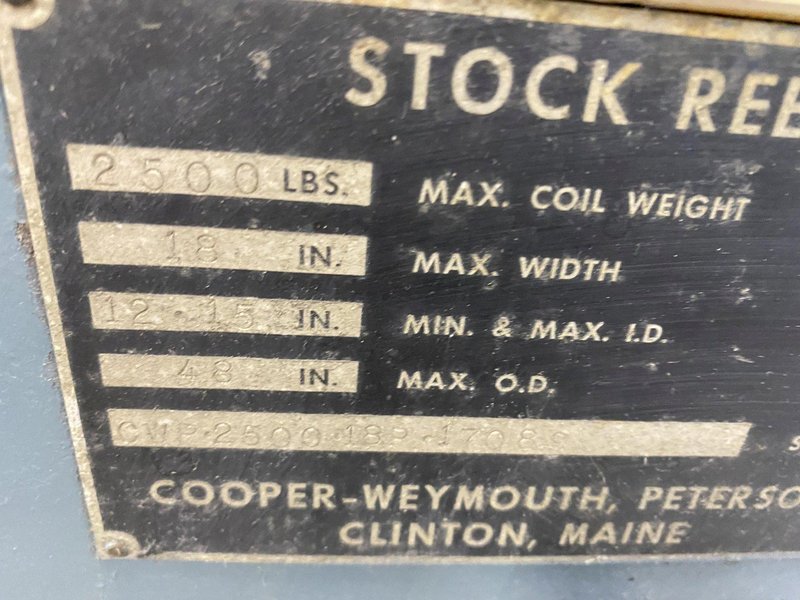 STOCK REE
2500 LBS. MAX. COIL WEIGHT
18 IN. MAX. WIDTH
12-15 IN. MIN. & MAX. I.D.
48 IN. MAX. O.D.
S
COOPER-WEYMOUTH, PETERSO
CLINTON, MAINE